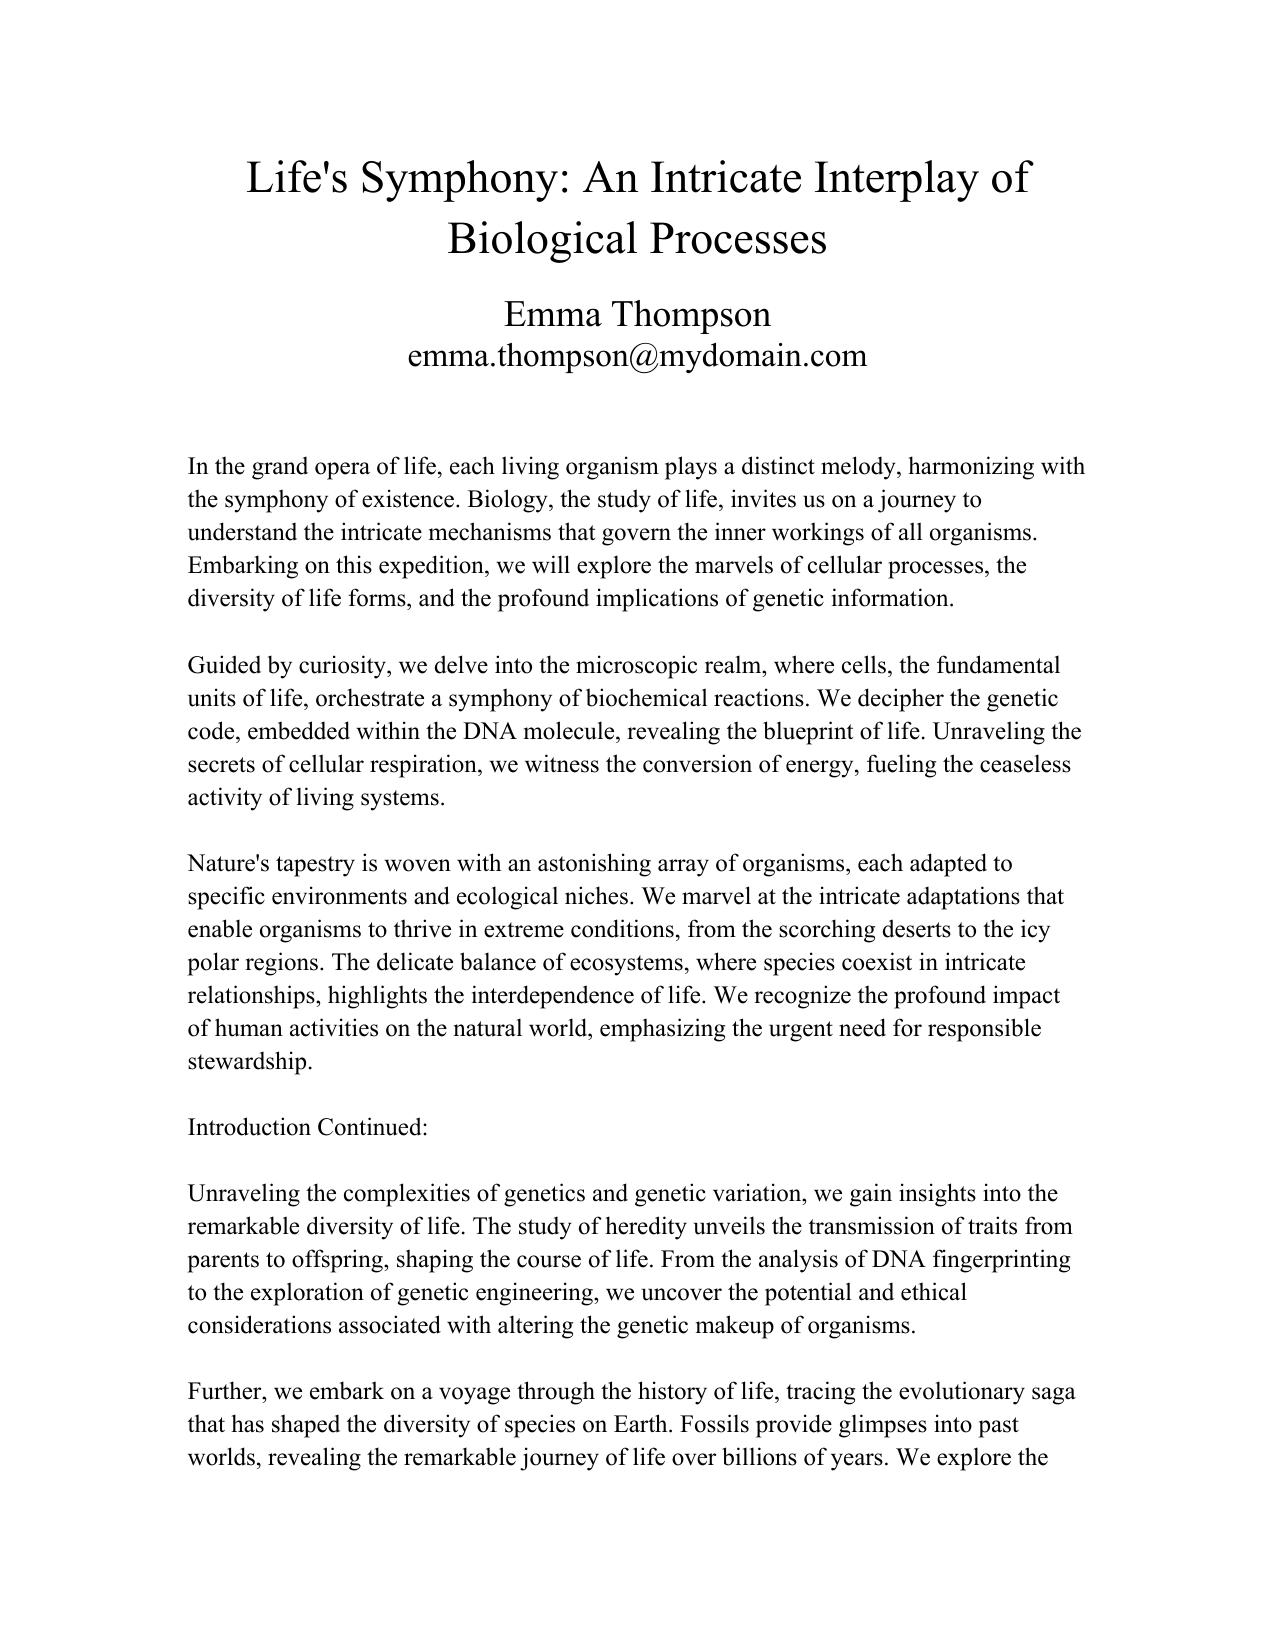 Life's Symphony: An Intricate Interplay of
Biological Processes
Emma Thompson
emma.thompson@mydomain.com
In the grand opera of life, each living organism plays a distinct melody, harmonizing with
the symphony of existence. Biology, the study of life, invites us on a journey to
understand the intricate mechanisms that govern the inner workings of all organisms.
Embarking on this expedition, we will explore the marvels of cellular processes, the
diversity of life forms, and the profound implications of genetic information.
Guided by curiosity, we delve into the microscopic realm, where cells, the fundamental
units of life, orchestrate a symphony of biochemical reactions. We decipher the genetic
code, embedded within the DNA molecule, revealing the blueprint of life. Unraveling the
secrets of cellular respiration, we witness the conversion of energy, fueling the ceaseless
activity of living systems.
Nature's tapestry is woven with an astonishing array of organisms, each adapted to
specific environments and ecological niches. We marvel at the intricate adaptations that
enable organisms to thrive in extreme conditions, from the scorching deserts to the icy
polar regions. The delicate balance of ecosystems, where species coexist in intricate
relationships, highlights the interdependence of life. We recognize the profound impact
of human activities on the natural world, emphasizing the urgent need for responsible
stewardship.
Introduction Continued:
Unraveling the complexities of genetics and genetic variation, we gain insights into the
remarkable diversity of life. The study of heredity unveils the transmission of traits from
parents to offspring, shaping the course of life. From the analysis of DNA fingerprinting
to the exploration of genetic engineering, we uncover the potential and ethical
considerations associated with altering the genetic makeup of organisms.
Further, we embark on a voyage through the history of life, tracing the evolutionary saga
that has shaped the diversity of species on Earth. Fossils provide glimpses into past
worlds, revealing the remarkable journey of life over billions of years. We explore the